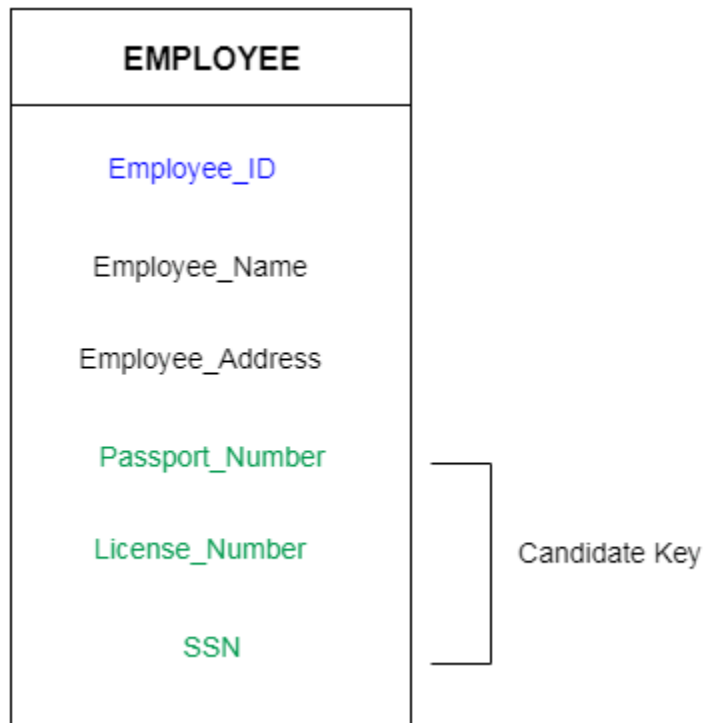 EMPLOYEE
Employee_ID
Employee_Name
Employee_Address
Passport_Number
License_Number
Candidate Key
SSN